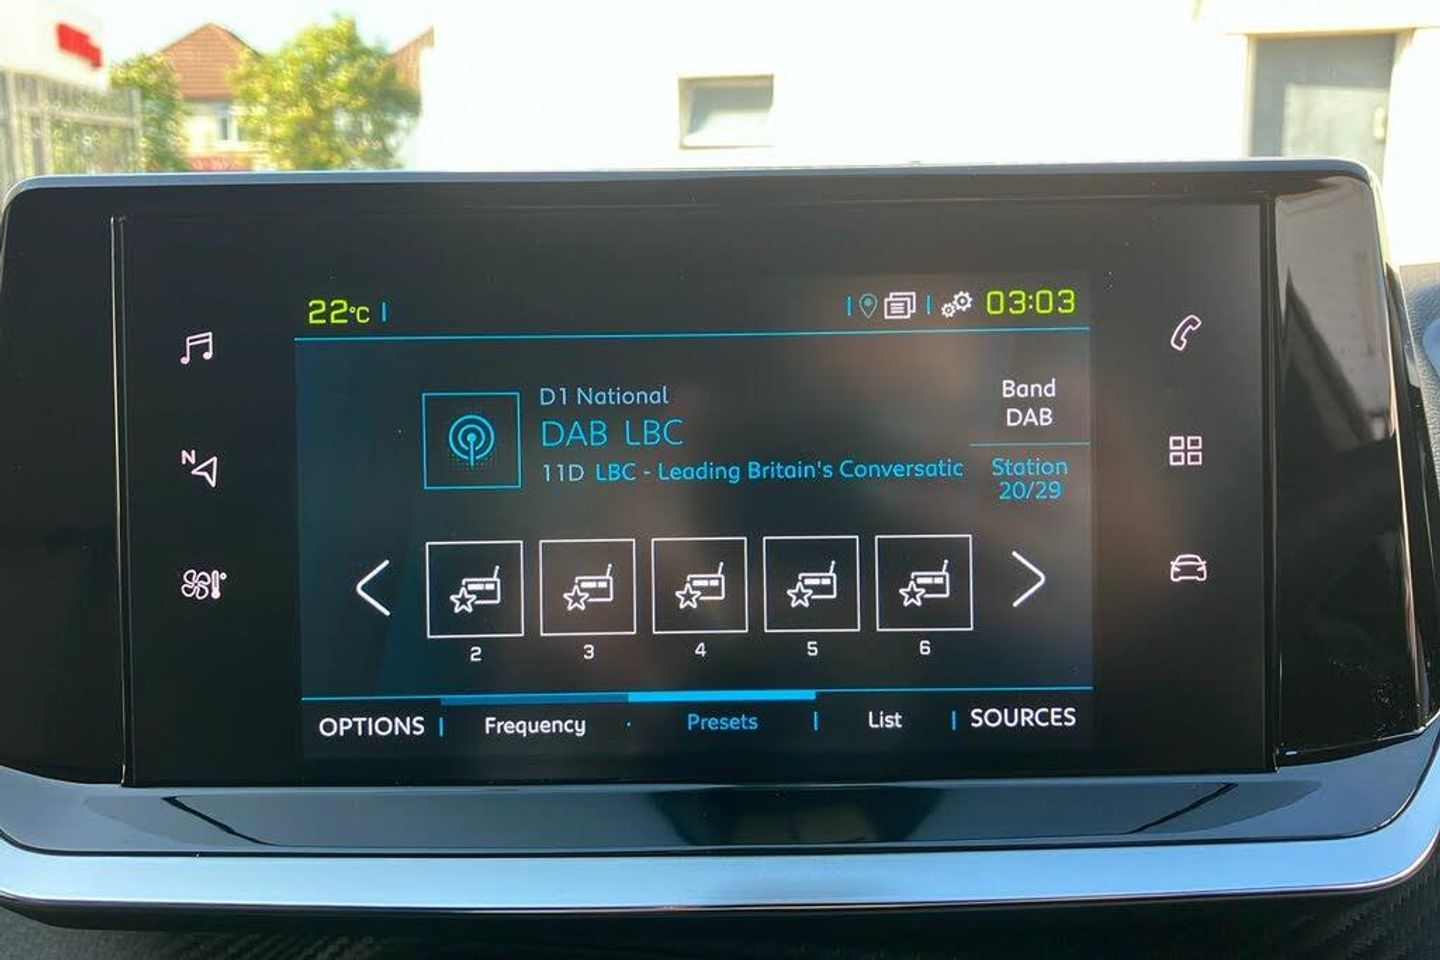 22°C
03:03
D1 National
DAB LBC
11D LBC - Leading Britain's Conversatic
Band
DAB
Station
20/29
N
2
3
4
5
6
OPTIONS
Frequency
Presets
List
SOURCES